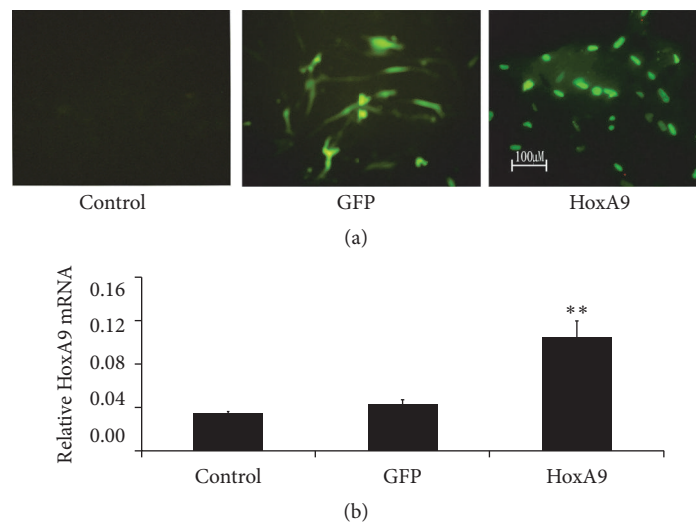 100µM
Control
GFP
HoxA9
(a)
Relative HoxA9 mRNA
0.16
0.12
0.08
0.04
0.00
**
Control
GFP
HoxA9
(b)